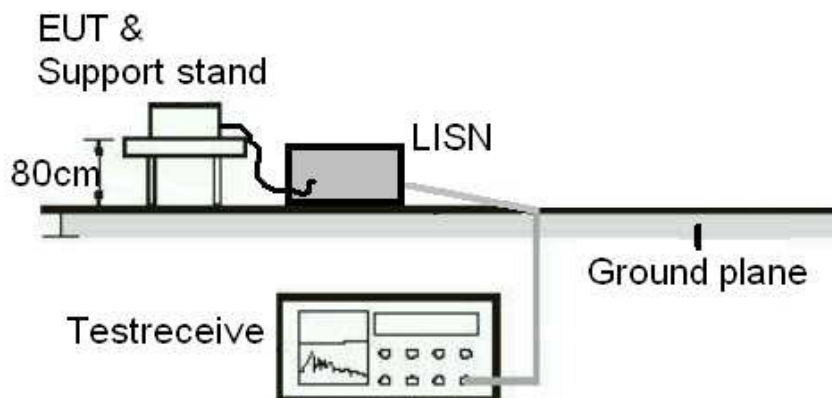 EUT &
Support stand
LISN
80cm
Ground plane
Testreceive